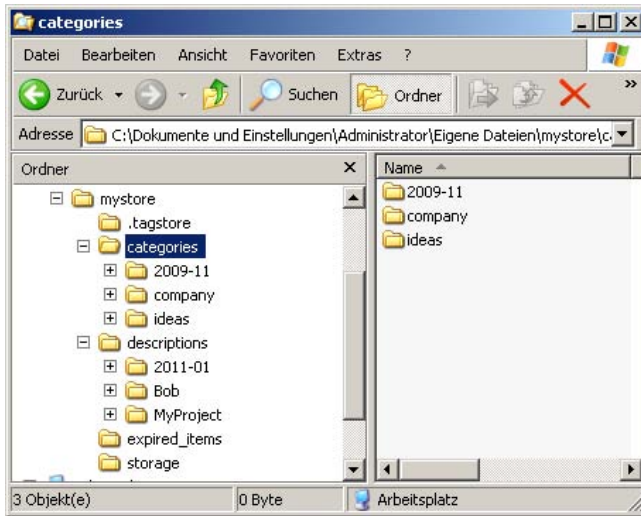 categories
Datei Bearbeiten Ansicht Favoriten Extras ?
Zurück Suchen Ordner »
Adresse C:\Dokumente und Einstellungen\Administrator\Eigene Dateien\mystore\c
Ordner
Name
mystore
.tagstore
categories
2009-11
company
ideas
descriptions
2011-01
Bob
MyProject
expired_items
storage
2009-11
company
ideas
3 Objekt(e) 0 Byte Arbeitsplatz